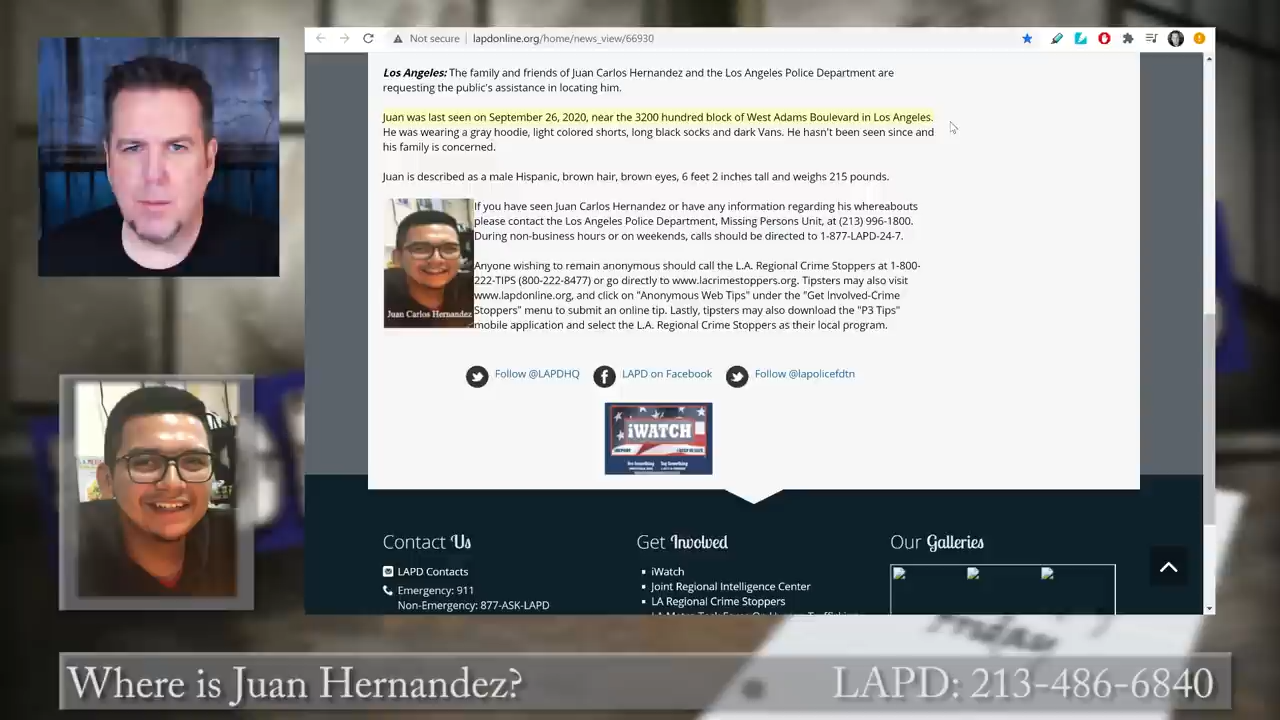 Not secure
lapdonline.org/home/news_view/66930
Los Angeles: The family and friends of Juan Carlos Hernandez and the Los Angeles Police Department are
requesting the public's assistance in locating him.
Juan was last seen on September 26, 2020, near the 3200 hundred block of West Adams Boulevard in Los Angeles.
He was wearing a gray hoodie, light colored shorts, long black socks and dark Vans. He hasn't been seen since and
his family is concerned.
Juan is described as a male Hispanic, brown hair, brown eyes, 6 feet 2 inches tall and weighs 215 pounds.
If you have seen Juan Carlos Hernandez or have any information regarding his whereabouts
please contact the Los Angeles Police Department, Missing Persons Unit, at (213) 996-1800.
During non-business hours or on weekends, calls should be directed to 1-877-LAPD-24-7.
Anyone wishing to remain anonymous should call the L.A. Regional Crime Stoppers at 1-800-
222-TIPS (800-222-8477) or go directly to www.lacrimestoppers.org. Tipsters may also visit
www.lapdonline.org, and click on "Anonymous Web Tips" under the "Get Involved-Crime
Stoppers" menu to submit an online tip. Lastly, tipsters may also download the "P3 Tips"
mobile application and select the L.A. Regional Crime Stoppers as their local program.
Juan Carlos Hernandez
Follow @LAPDHQ
LAPD on Facebook
Follow @lapolicefdtn
iWATCH
Contact Us
LAPD Contacts
Emergency: 911
Non-Emergency: 877-ASK-LAPD
Get Involved
iWatch
Joint Regional Intelligence Center
LA Regional Crime Stoppers
Our Galleries
Friday
Where is Juan Hernandez?
LAPD: 213-486-6840